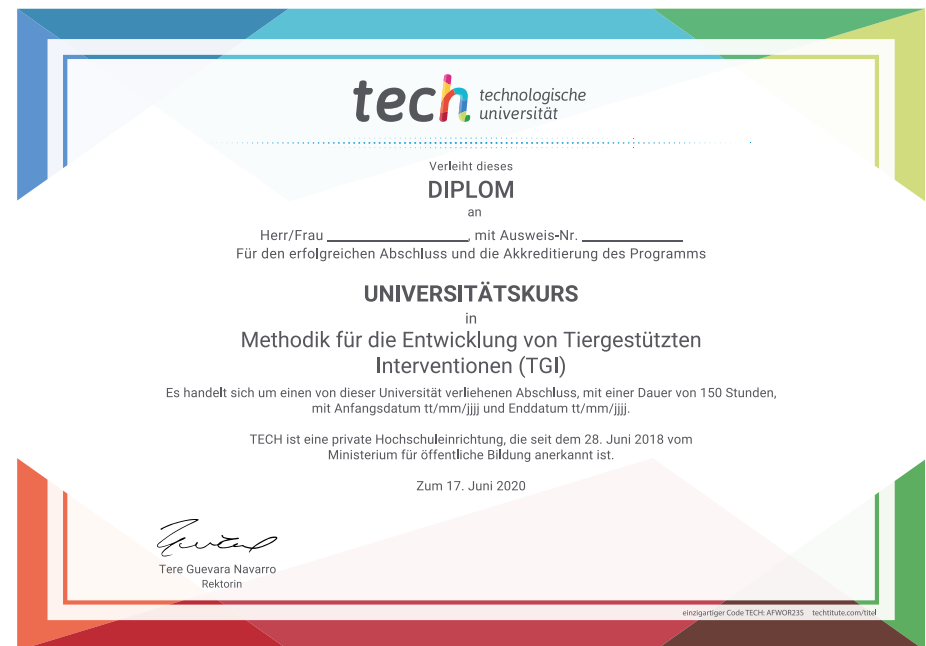 tech technologische
universität
Verleiht dieses
DIPLOM
an
Herr/Frau ____________, mit Ausweis-Nr. ____________
Für den erfolgreichen Abschluss und die Akkreditierung des Programms
UNIVERSITÄTSKURS
in
Methodik für die Entwicklung von Tiergestützten
Interventionen (TGI)
Es handelt sich um einen von dieser Universität verliehenen Abschluss, mit einer Dauer von 150 Stunden,
mit Anfangsdatum tt/mm/jjjj und Enddatum tt/mm/jjjj.
TECH ist eine private Hochschuleinrichtung, die seit dem 28. Juni 2018 vom
Ministerium für öffentliche Bildung anerkannt ist.
Zum 17. Juni 2020
Tere Guevara Navarro
Rektorin
einzigartiger Code TECH: AFWOR23S techtitute.com/titel